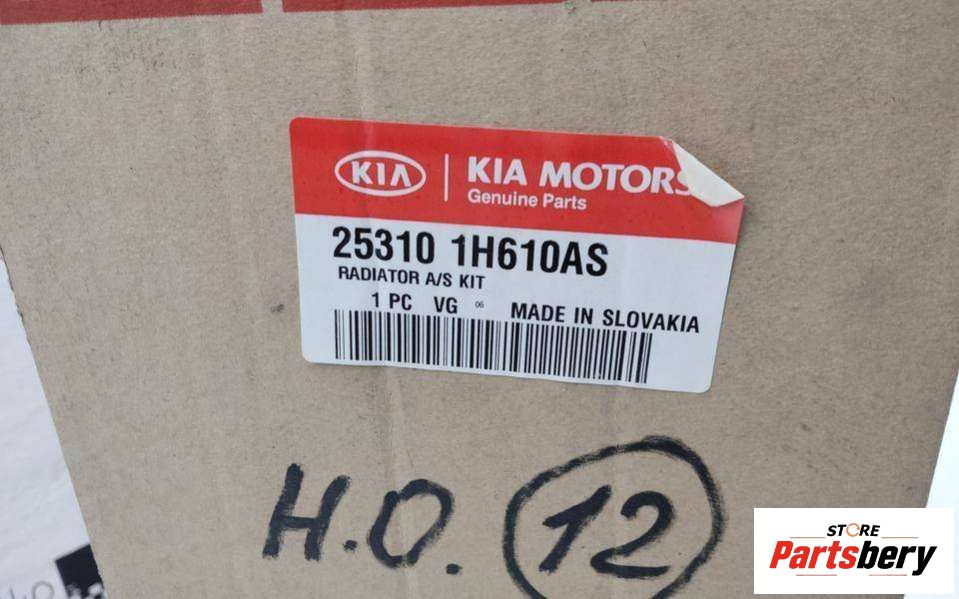 KIA KIA MOTORS
Genuine Parts
25310 1H610AS
RADIATOR A/S KIT
1 PC VG 06 MADE IN SLOVAKIA
H.O. 12
STORE
Partsbery